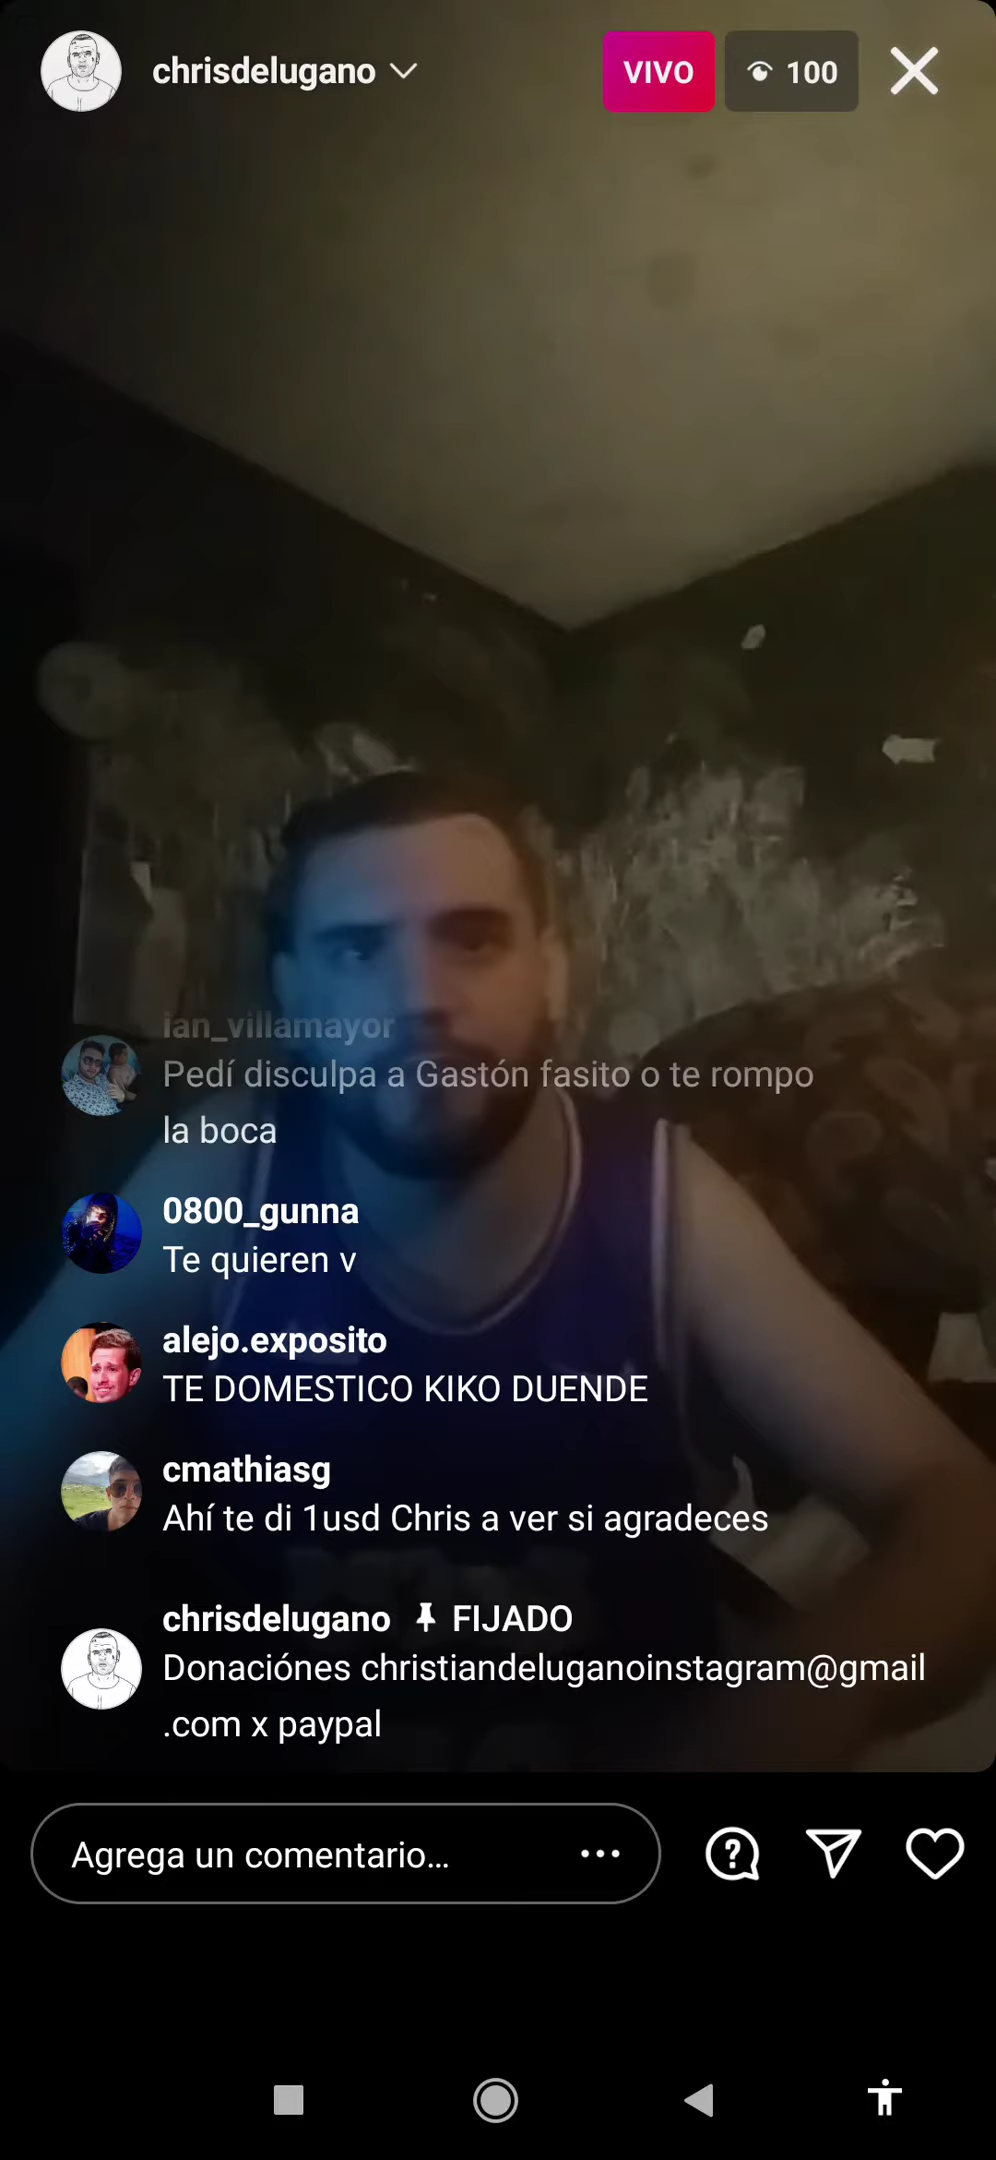 chrisdelugano
VIVO
100
ian_villamayor
Pedí disculpa a Gastón fasito o te rompo
la boca
0800_gunna
Te quieren v
alejo.exposito
TE DOMESTICO KIKO DUENDE
cmathiasg
Ahí te di 1usd Chris a ver si agradeces
chrisdelugano FIJADO
Donaciónes christiandeluganoinstagram@gmail
.com x paypal
Agrega un comentario...